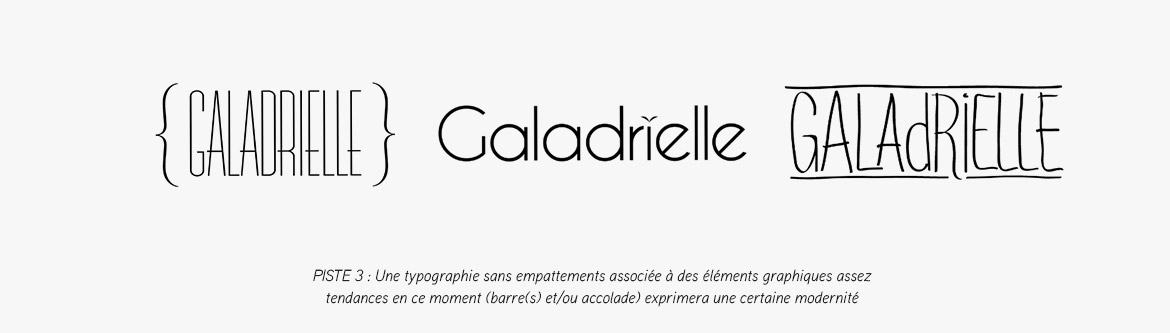 { GALADRIELLE } Galadrielle GALAdRiELLE
PISTE 3 : Une typographie sans empattements associée à des éléments graphiques assez
tendances en ce moment (barre(s) et/ou accolade) exprimera une certaine modernité